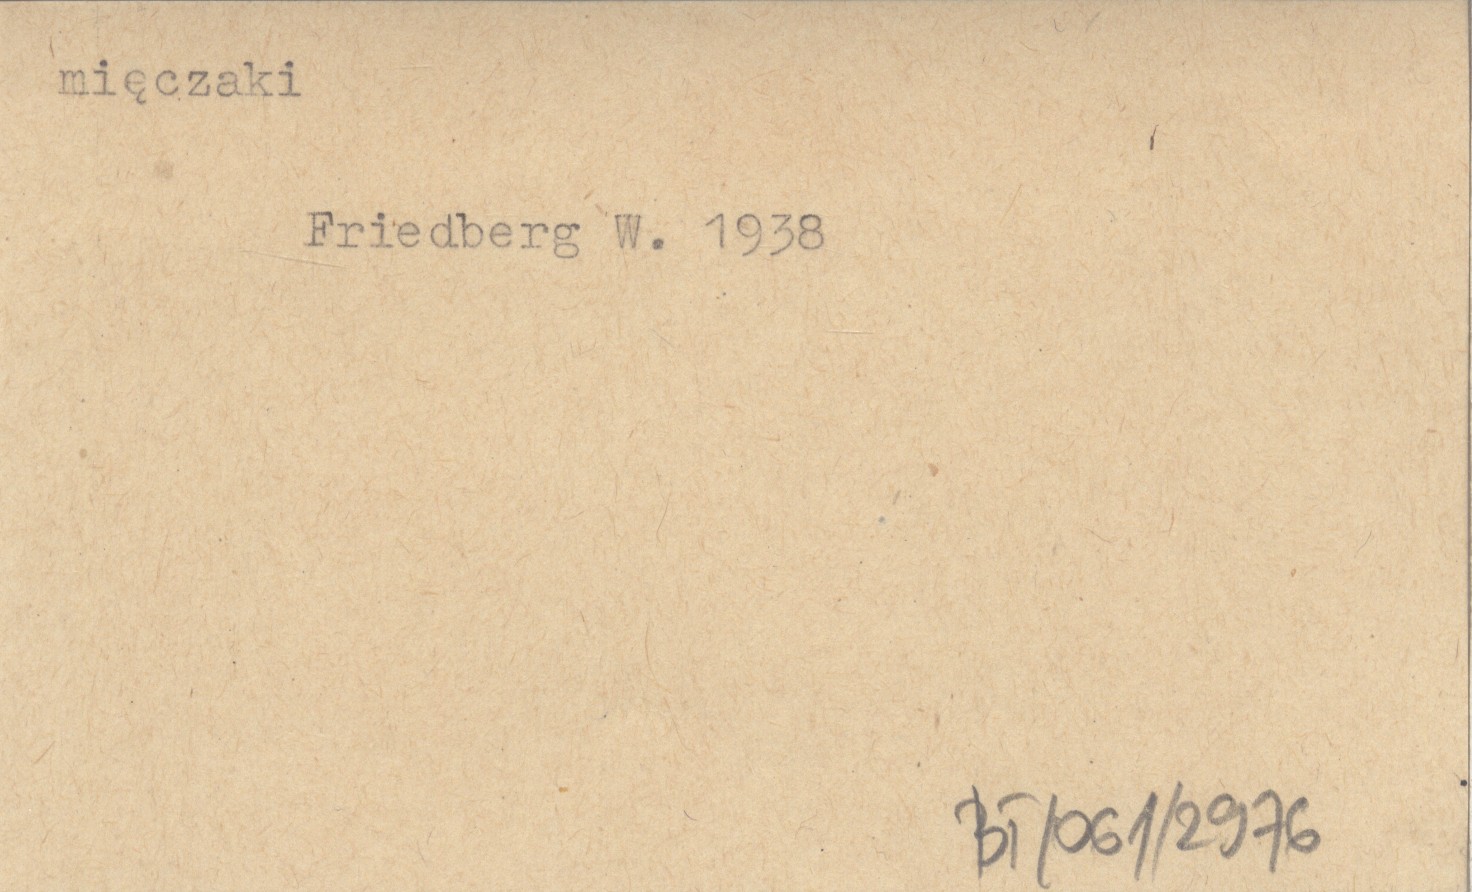 mięczaki
Friedberg W. 1938
BT/061/2976